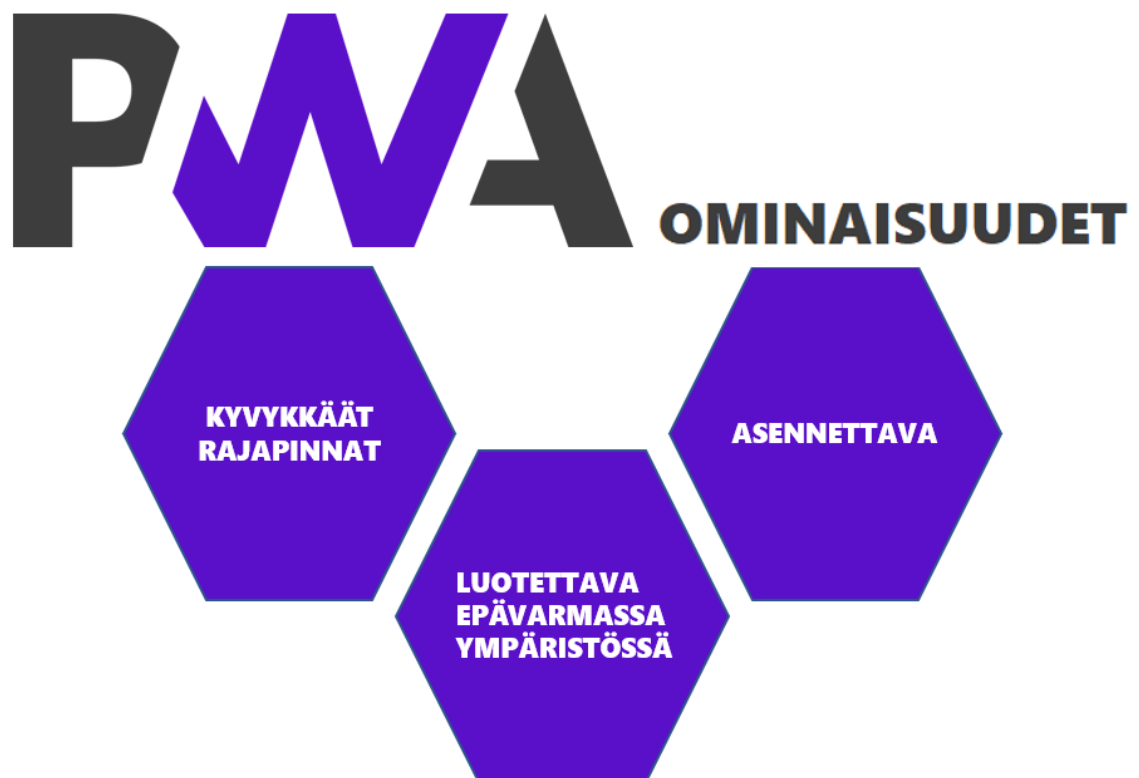 PWA OMINAISUUDET
KYVYKKÄÄT
RAJAPINNAT
ASENNETTAVA
LUOTETTAVA
EPÄVARMASSA
YMPÄRISTÖSSÄ